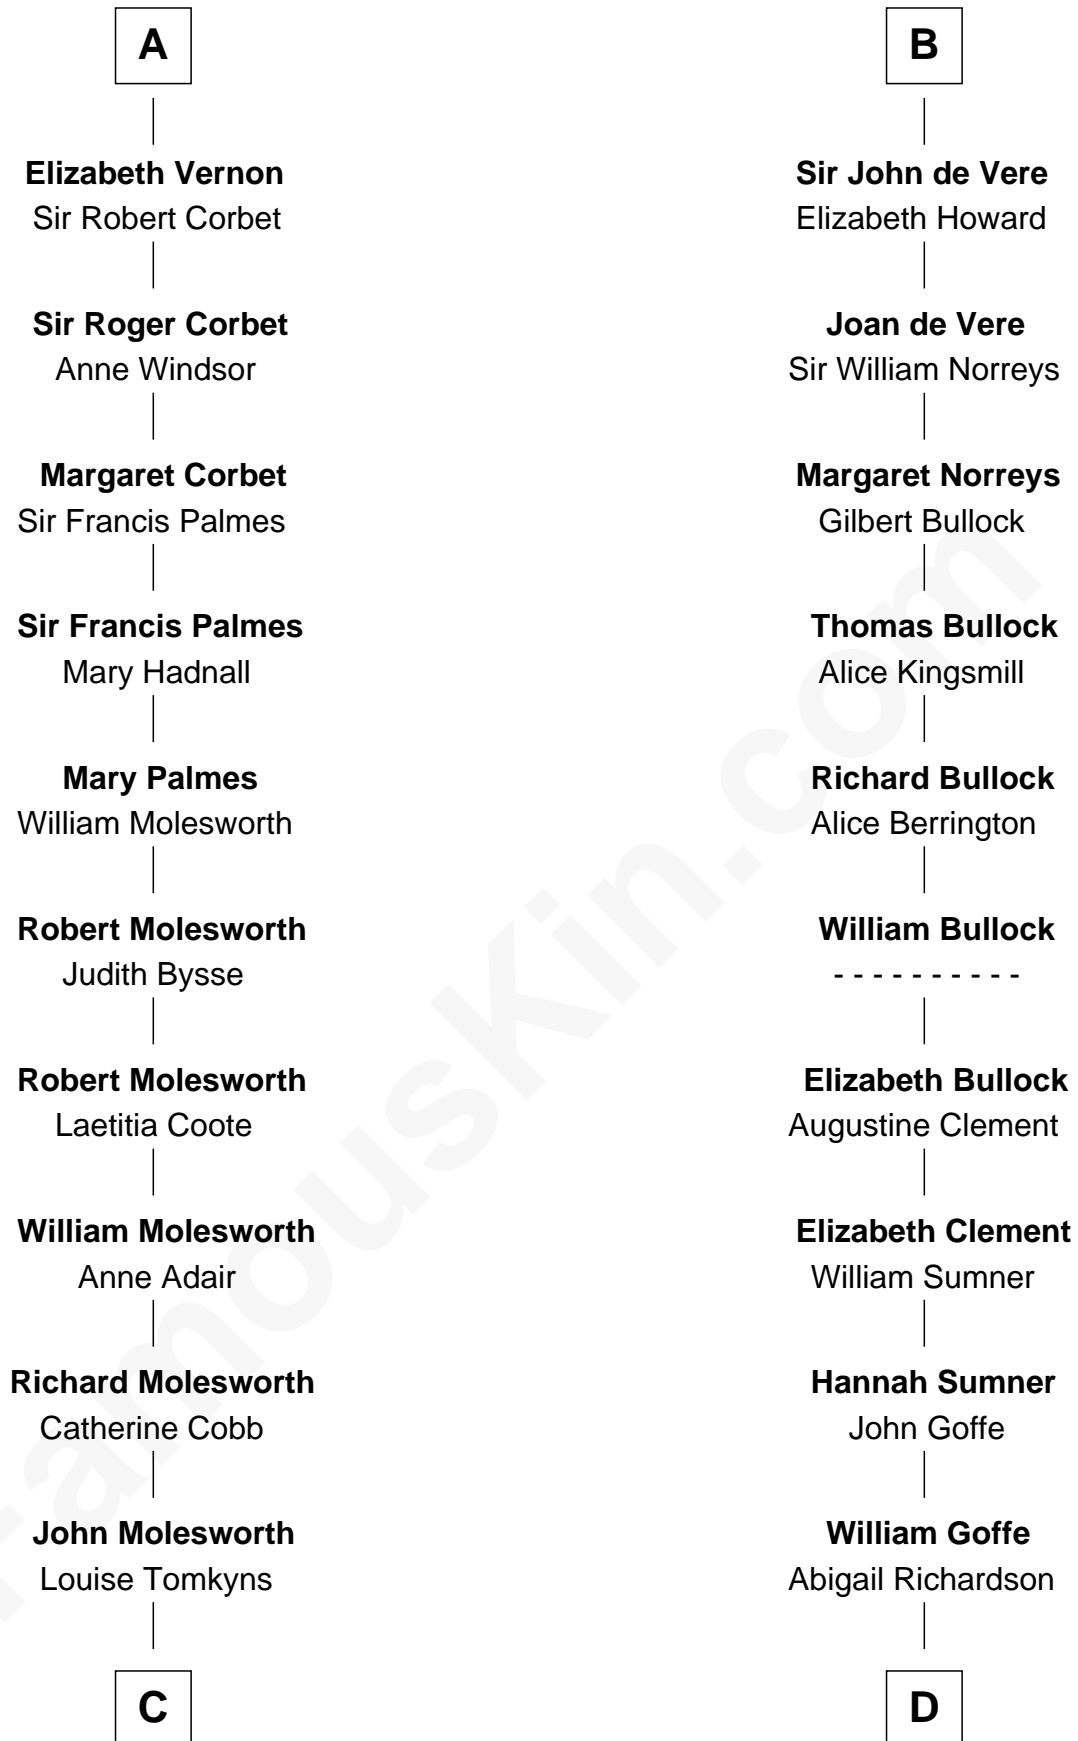 A
Elizabeth Vernon
Sir Robert Corbet
Sir Roger Corbet
Anne Windsor
Margaret Corbet
Sir Francis Palmes
Sir Francis Palmes
Mary Hadnall
Mary Palmes
William Molesworth
Robert Molesworth
Judith Bysse
Robert Molesworth
Laetitia Coote
William Molesworth
Anne Adair
Richard Molesworth
Catherine Cobb
John Molesworth
Louise Tomkyns
C
B
Sir John de Vere
Elizabeth Howard
Joan de Vere
Sir William Norreys
Margaret Norreys
Gilbert Bullock
Thomas Bullock
Alice Kingsmill
Richard Bullock
Alice Berrington
William Bullock
- - - - - - - - - -
Elizabeth Bullock
Augustine Clement
Elizabeth Clement
William Sumner
Hannah Sumner
John Goffe
William Goffe
Abigail Richardson
D
FamousKin.com